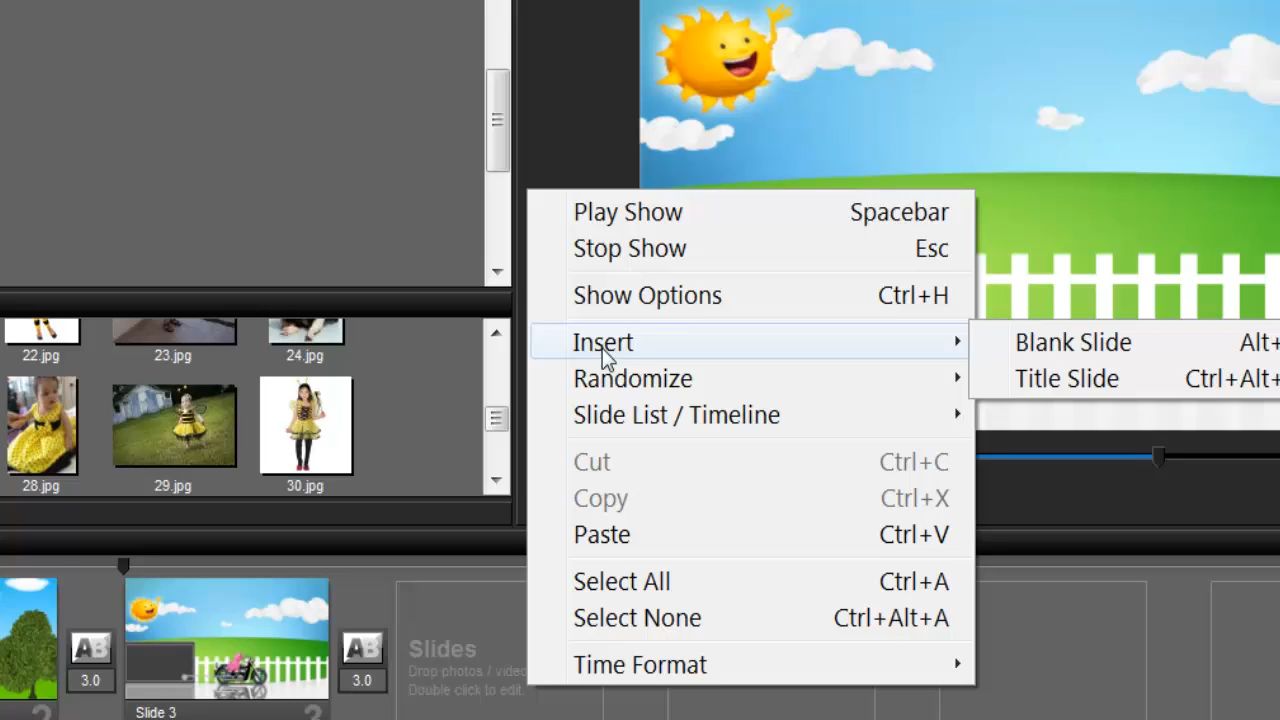 Play Show Spacebar
Stop Show Esc
Show Options Ctrl+H
Insert
Blank Slide Alt+
Randomize
Title Slide Ctrl+Alt+
Slide List / Timeline
Cut Ctrl+C
Copy Ctrl+X
Paste Ctrl+V
Select All Ctrl+A
Select None Ctrl+Alt+A
Time Format
22.jpg 23.jpg 24.jpg
28.jpg 29.jpg 30.jpg
AB
3.0
AB
3.0
Slide 3
2
3
Slides
Drop photos / video
Double click to edit.